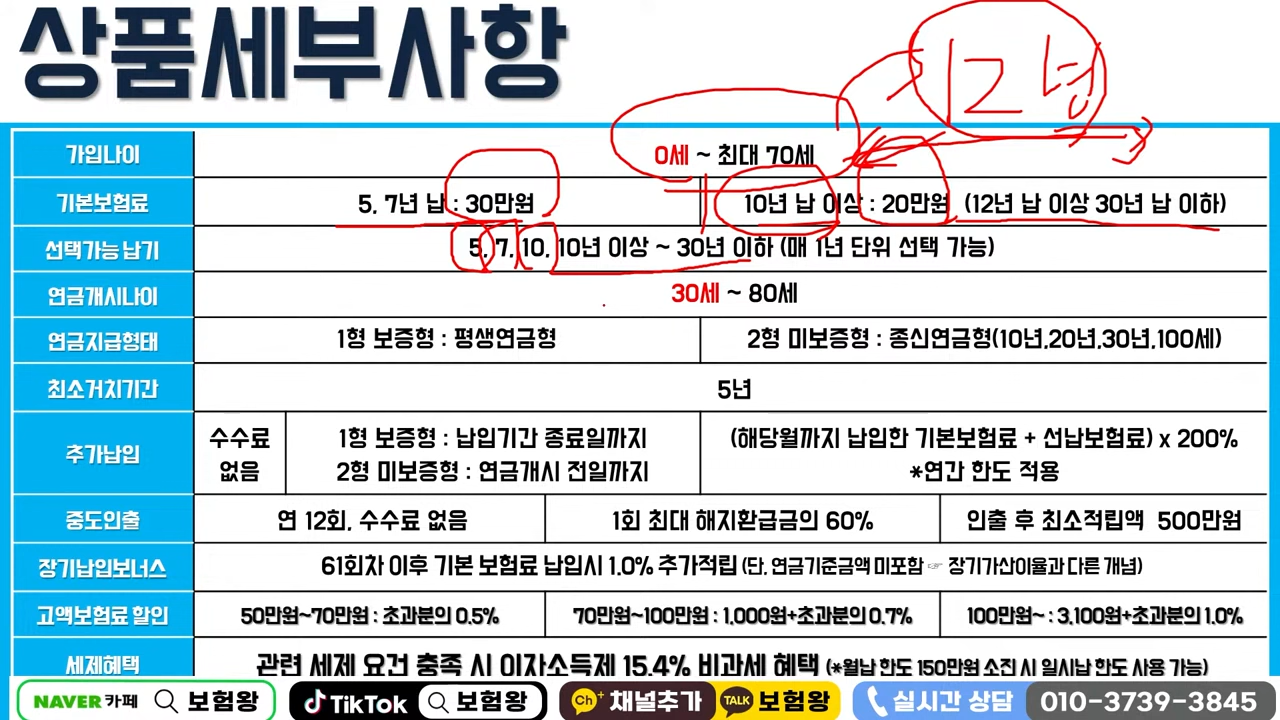 상품세부사항
12 년
가입나이
0세 ~ 최대 70세
기본보험료
5, 7년 납 : 30만원
10년 납 이상 : 20만원 (12년 납 이상 30년 납 이하)
선택가능 납기
5, 7, 10, 10년 이상 ~ 30년 이하 (매 1년 단위 선택 가능)
연금개시나이
30세 ~ 80세
연금지급형태
1형 보증형 : 평생연금형
2형 미보증형 : 종신연금형(10년,20년,30년,100세)
최소거치기간
5년
추가납입
수수료
없음
1형 보증형 : 납입기간 종료일까지
2형 미보증형 : 연금개시 전일까지
(해당월까지 납입한 기본보험료 + 선납보험료) x 200%
*연간 한도 적용
중도인출
연 12회, 수수료 없음
1회 최대 해지환급금의 60%
인출 후 최소적립액 500만원
장기납입보너스
61회차 이후 기본 보험료 납입시 1.0% 추가적립 (단, 연금기준금액 미포함 ☞ 장기가산이율과 다른 개념)
고액보험료 할인
50만원~70만원 : 초과분의 0.5%
70만원~100만원 : 1,000원+초과분의 0.7%
100만원~ : 3,100원+초과분의 1.0%
세제혜택
관련 세제 요건 충족 시 이자소득제 15.4% 비과세 혜택 (*월납 한도 150만원 소진 시 일시납 한도 사용 가능)
NAVER 카페 보험왕
TikTok 보험왕
Ch+ 채널추가 TALK 보험왕
실시간 상담 010-3739-3845